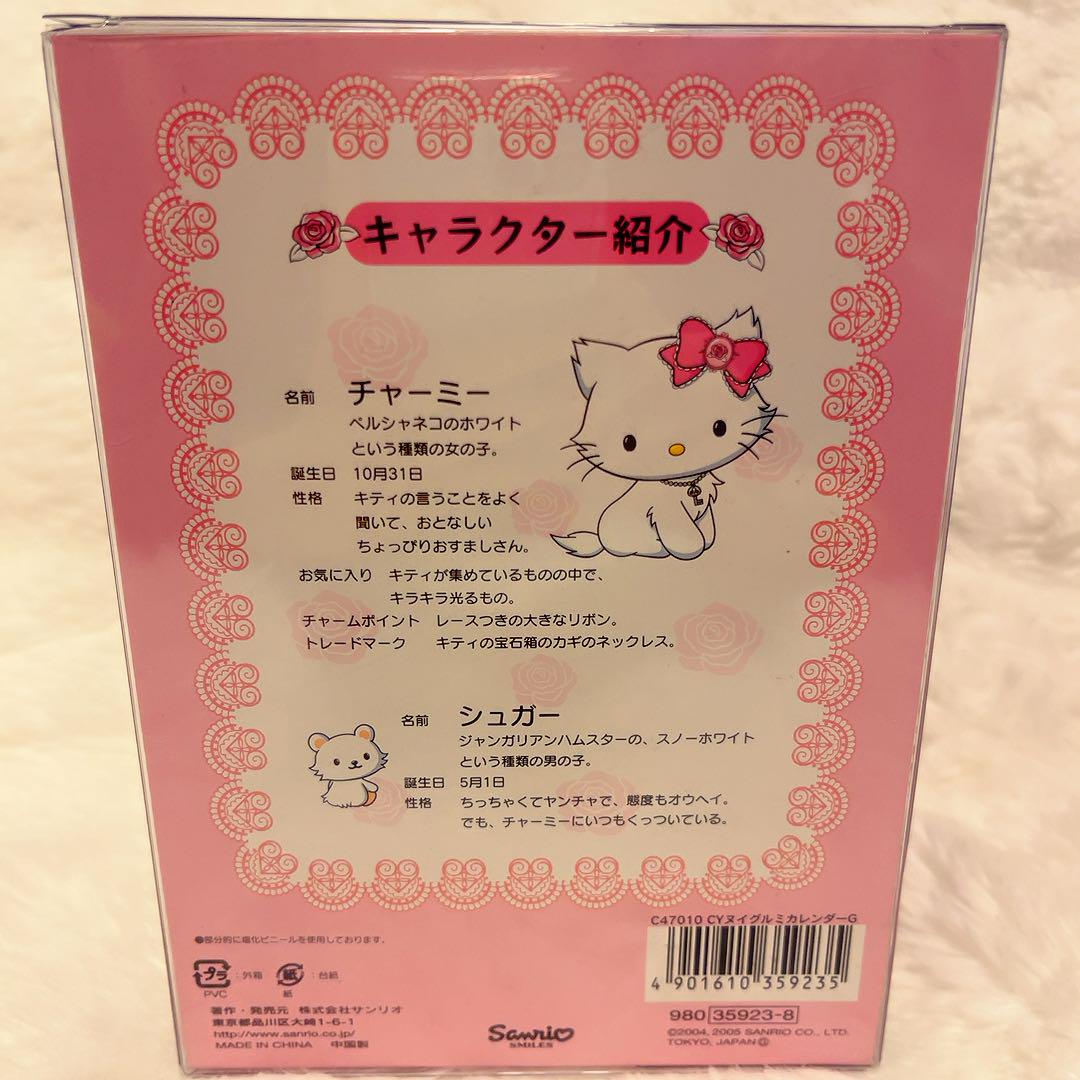 キャラクター紹介
名前 チャーミー
ペルシャネコのホワイト
という種類の女の子。
誕生日 10月31日
性格 キティの言うことをよく
聞いて、おとなしい
ちょっぴりおすましさん。
お気に入り キティが集めているものの中で、
キラキラ光るもの。
チャームポイント レースつきの大きなリボン。
トレードマーク キティの宝石箱のカギのネックレス。
名前 シュガー
ジャンガリアンハムスターの、スノーホワイト
という種類の男の子。
誕生日 5月1日
性格 ちっちゃくてヤンチャで、態度もオウヘイ。
でも、チャーミーにいつもくっついている。
●部分的に塩化ビニールを使用しております。
プラ :外箱 紙 :台紙
PVC 紙
著作・発売元 株式会社サンリオ
東京都品川区大崎1-6-1
http://www.sanrio.co.jp/
MADE IN CHINA 中国製
Sanrio
SMILES
C47010 CYヌイグルミカレンダーG
4 901610 359235
980 35923-8
©2004, 2005 SANRIO CO., LTD.
TOKYO, JAPAN Ⓖ